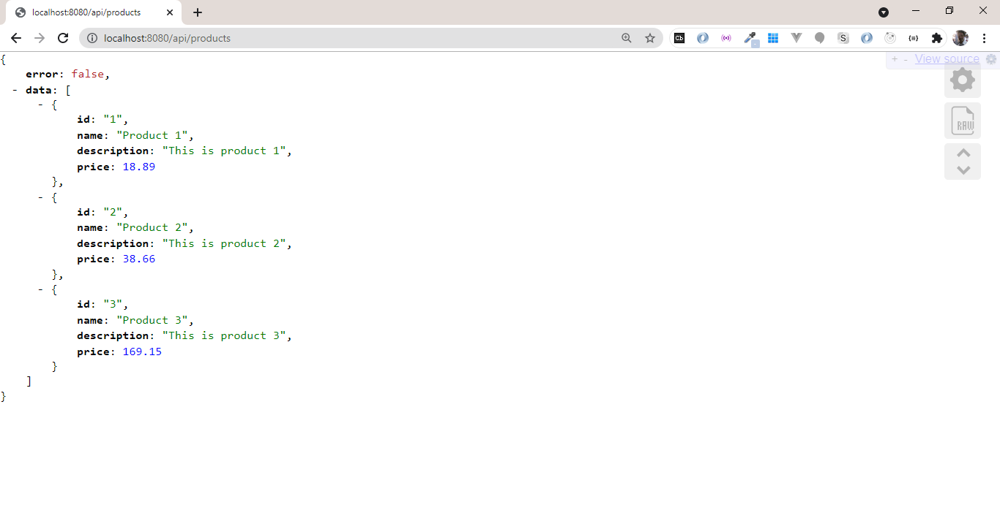 localhost:8080/api/products
localhost:8080/api/products
+ - View source
{
error: false,
- data: [
- {
id: "1",
name: "Product 1",
description: "This is product 1",
price: 18.89
},
- {
id: "2",
name: "Product 2",
description: "This is product 2",
price: 38.66
},
- {
id: "3",
name: "Product 3",
description: "This is product 3",
price: 169.15
}
]
}
RAW